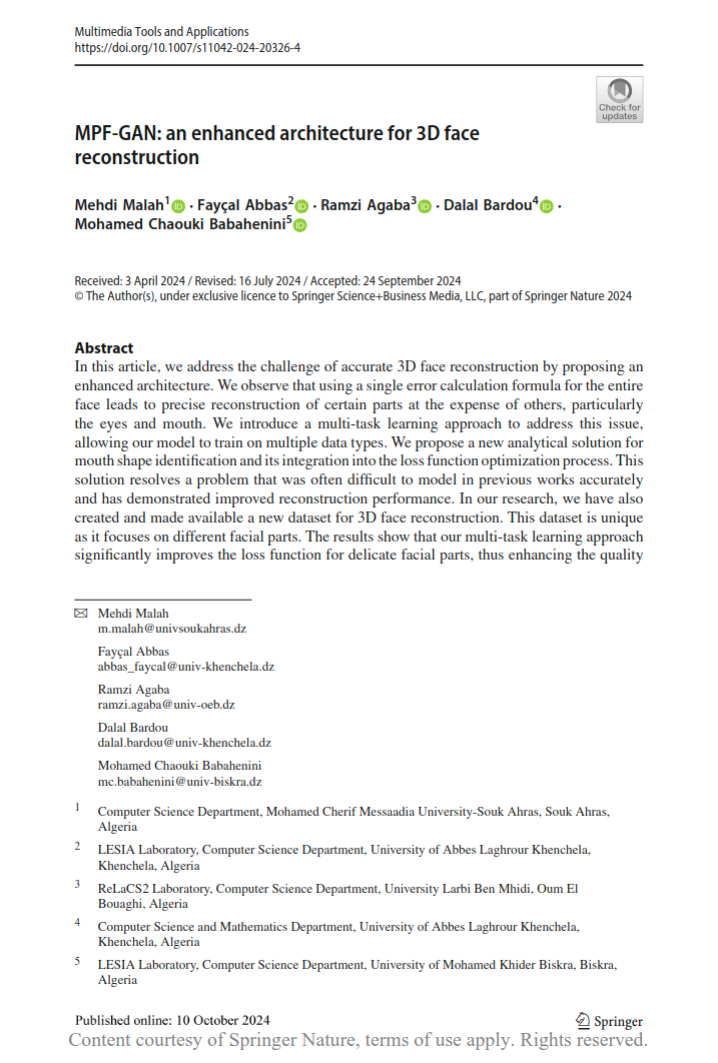 Multimedia Tools and Applications
https://doi.org/10.1007/s11042-024-20326-4
Check for
updates
MPF-GAN: an enhanced architecture for 3D face
reconstruction
Mehdi Malah1 · Fayçal Abbas2 · Ramzi Agaba3 · Dalal Bardou4 ·
Mohamed Chaouki Babahenini5
Received: 3 April 2024 / Revised: 16 July 2024 / Accepted: 24 September 2024
© The Author(s), under exclusive licence to Springer Science+Business Media, LLC, part of Springer Nature 2024
Abstract
In this article, we address the challenge of accurate 3D face reconstruction by proposing an
enhanced architecture. We observe that using a single error calculation formula for the entire
face leads to precise reconstruction of certain parts at the expense of others, particularly
the eyes and mouth. We introduce a multi-task learning approach to address this issue,
allowing our model to train on multiple data types. We propose a new analytical solution for
mouth shape identification and its integration into the loss function optimization process. This
solution resolves a problem that was often difficult to model in previous works accurately
and has demonstrated improved reconstruction performance. In our research, we have also
created and made available a new dataset for 3D face reconstruction. This dataset is unique
as it focuses on different facial parts. The results show that our multi-task learning approach
significantly improves the loss function for delicate facial parts, thus enhancing the quality
Mehdi Malah
m.malah@univsoukahras.dz
Fayçal Abbas
abbas_faycal@univ-khenchela.dz
Ramzi Agaba
ramzi.agaba@univ-oeb.dz
Dalal Bardou
dalal.bardou@univ-khenchela.dz
Mohamed Chaouki Babahenini
mc.babahenini@univ-biskra.dz
1 Computer Science Department, Mohamed Cherif Messaadia University-Souk Ahras, Souk Ahras,
Algeria
2 LESIA Laboratory, Computer Science Department, University of Abbes Laghrour Khenchela,
Khenchela, Algeria
3 ReLaCS2 Laboratory, Computer Science Department, University Larbi Ben Mhidi, Oum El
Bouaghi, Algeria
4 Computer Science and Mathematics Department, University of Abbes Laghrour Khenchela,
Khenchela, Algeria
5 LESIA Laboratory, Computer Science Department, University of Mohamed Khider Biskra, Biskra,
Algeria
Published online: 10 October 2024
Springer
Content courtesy of Springer Nature, terms of use apply. Rights reserved.